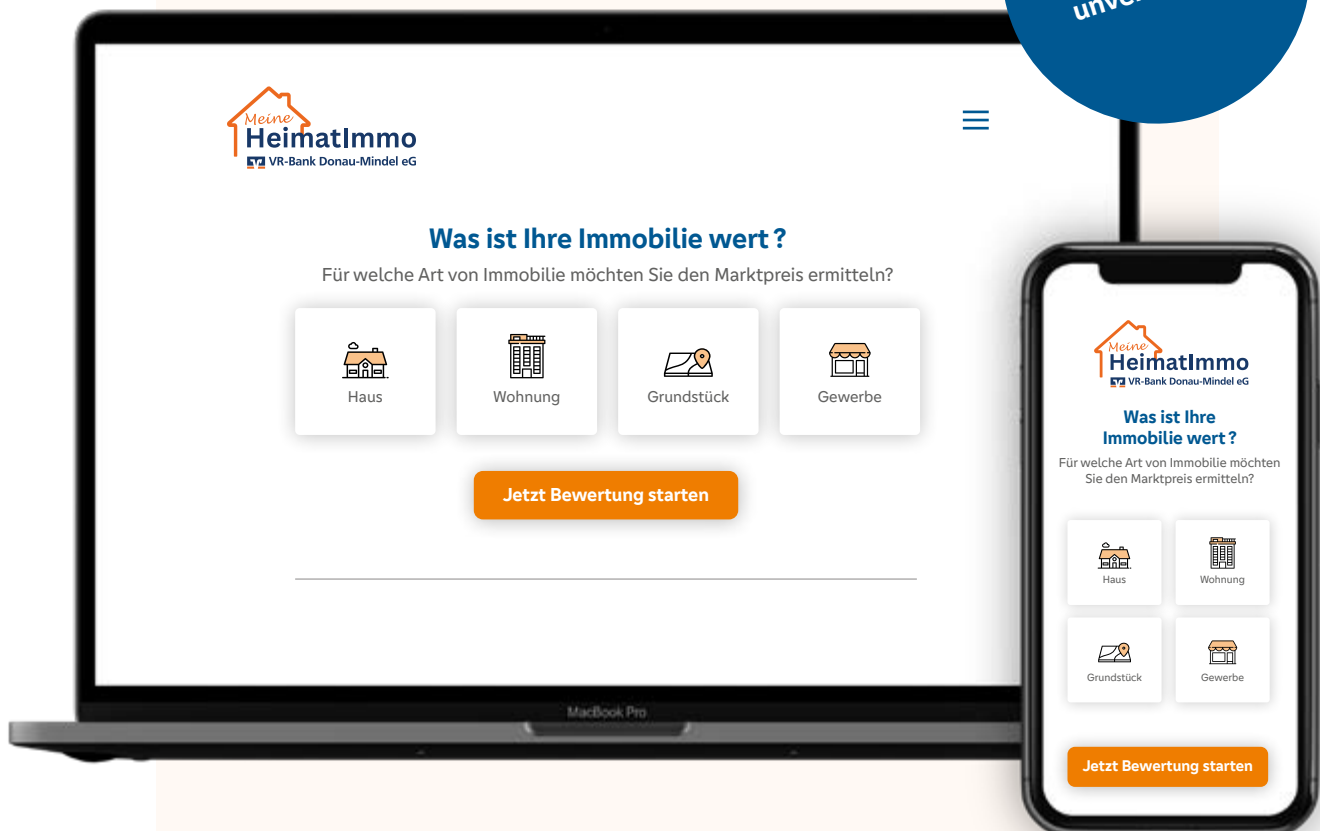 Meine
HeimatImmo
VR-Bank Donau-Mindel eG
Was ist Ihre Immobilie wert ?
Für welche Art von Immobilie möchten Sie den Marktpreis ermitteln?
Haus
Wohnung
Grundstück
Gewerbe
Jetzt Bewertung starten
MacBook Pro
Meine
HeimatImmo
VR-Bank Donau-Mindel eG
Was ist Ihre
Immobilie wert ?
Für welche Art von Immobilie möchten
Sie den Marktpreis ermitteln?
Haus
Wohnung
Grundstück
Gewerbe
Jetzt Bewertung starten